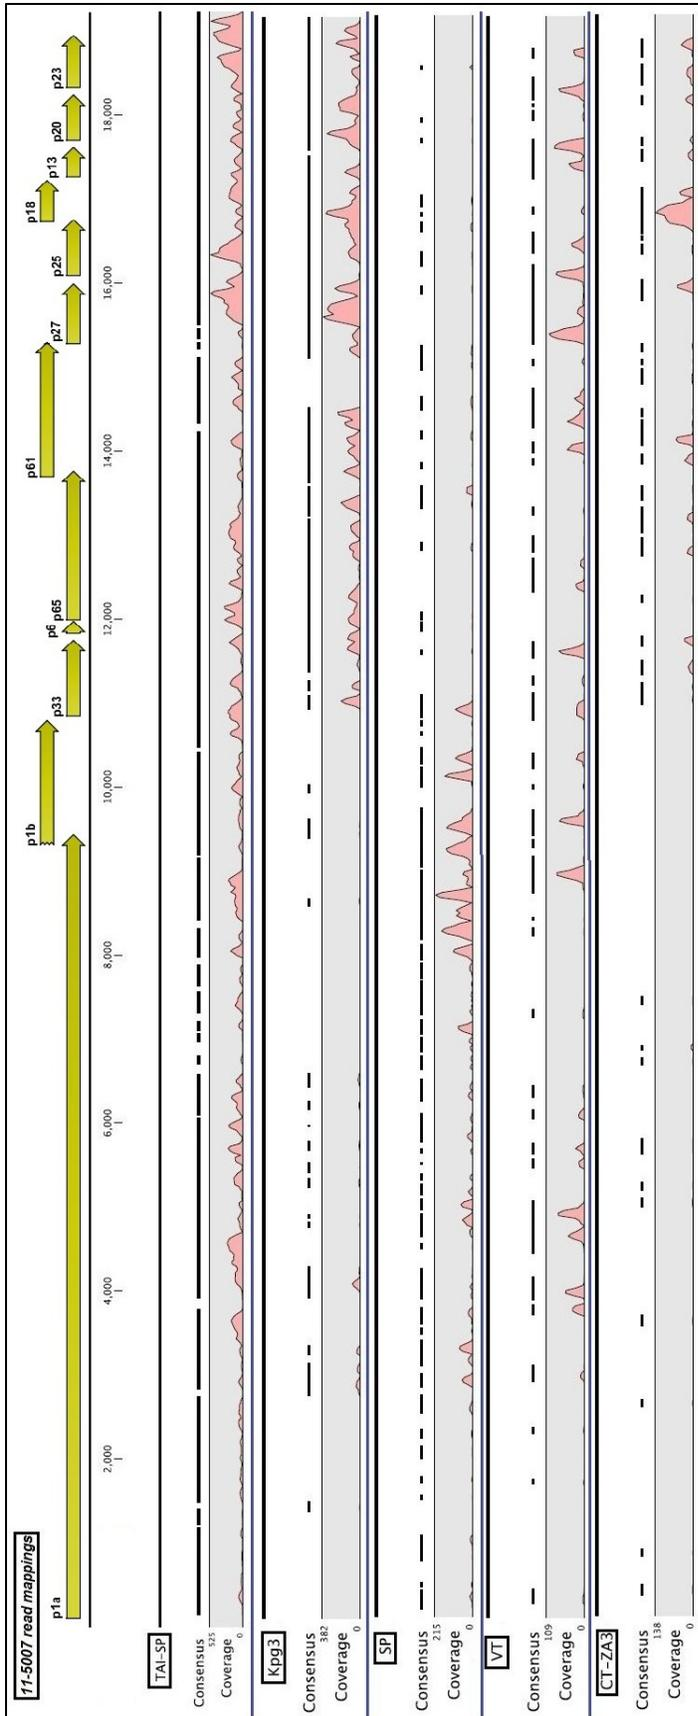 11-5007 read mappings
p1a
p1b
p33
p6
p65
p61
p27
p25
p18
p13
p20
p23
2,000
4,000
6,000
8,000
10,000
12,000
14,000
16,000
18,000
TAI-SP
Consensus
525
Coverage
0
Kpg3
Consensus
382
Coverage
0
SP
Consensus
215
Coverage
0
VT
Consensus
109
Coverage
0
CT-ZA3
Consensus
138
Coverage
0